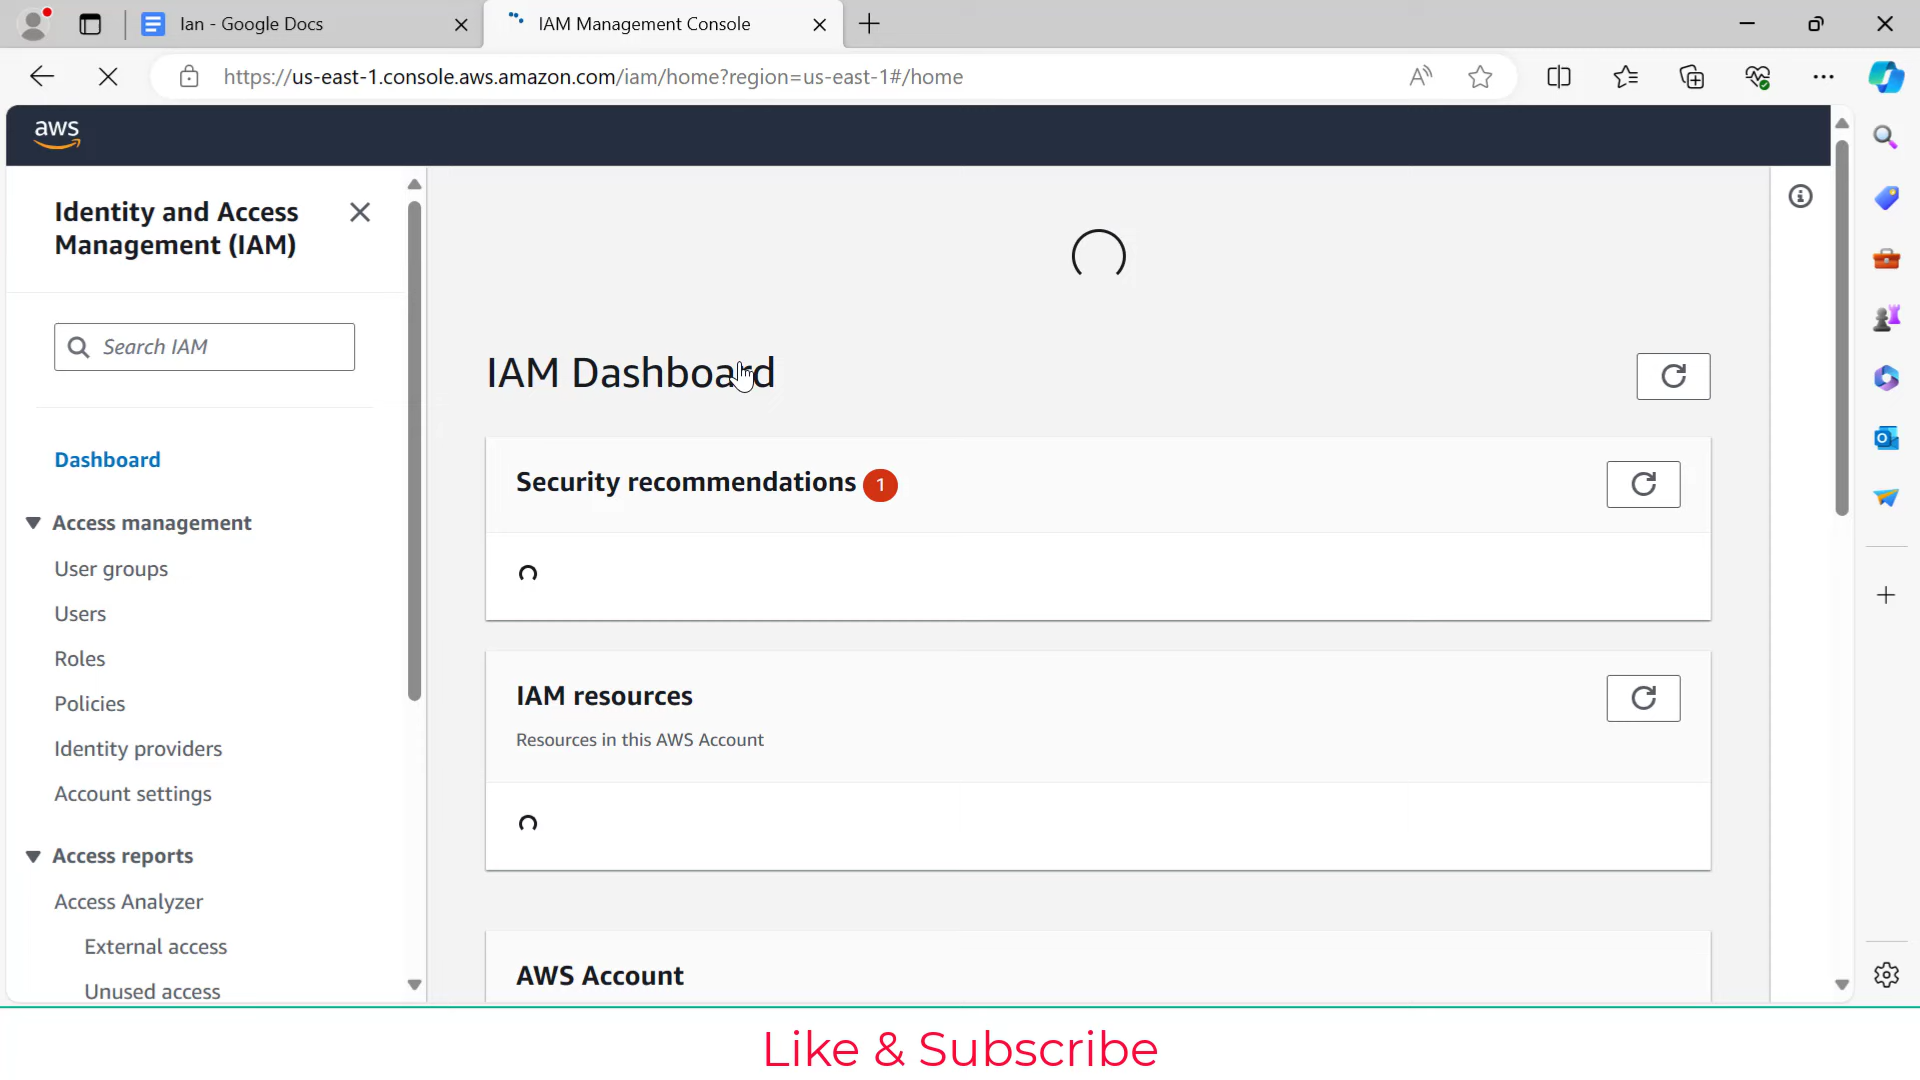 Ian - Google Docs
IAM Management Console
https://us-east-1.console.aws.amazon.com/iam/home?region=us-east-1#/home
aws
Identity and Access
Management (IAM)
Search IAM
Dashboard
Access management
User groups
Users
Roles
Policies
Identity providers
Account settings
Access reports
Access Analyzer
External access
Unused access
IAM Dashboard
Security recommendations 1
IAM resources
Resources in this AWS Account
AWS Account
Like & Subscribe